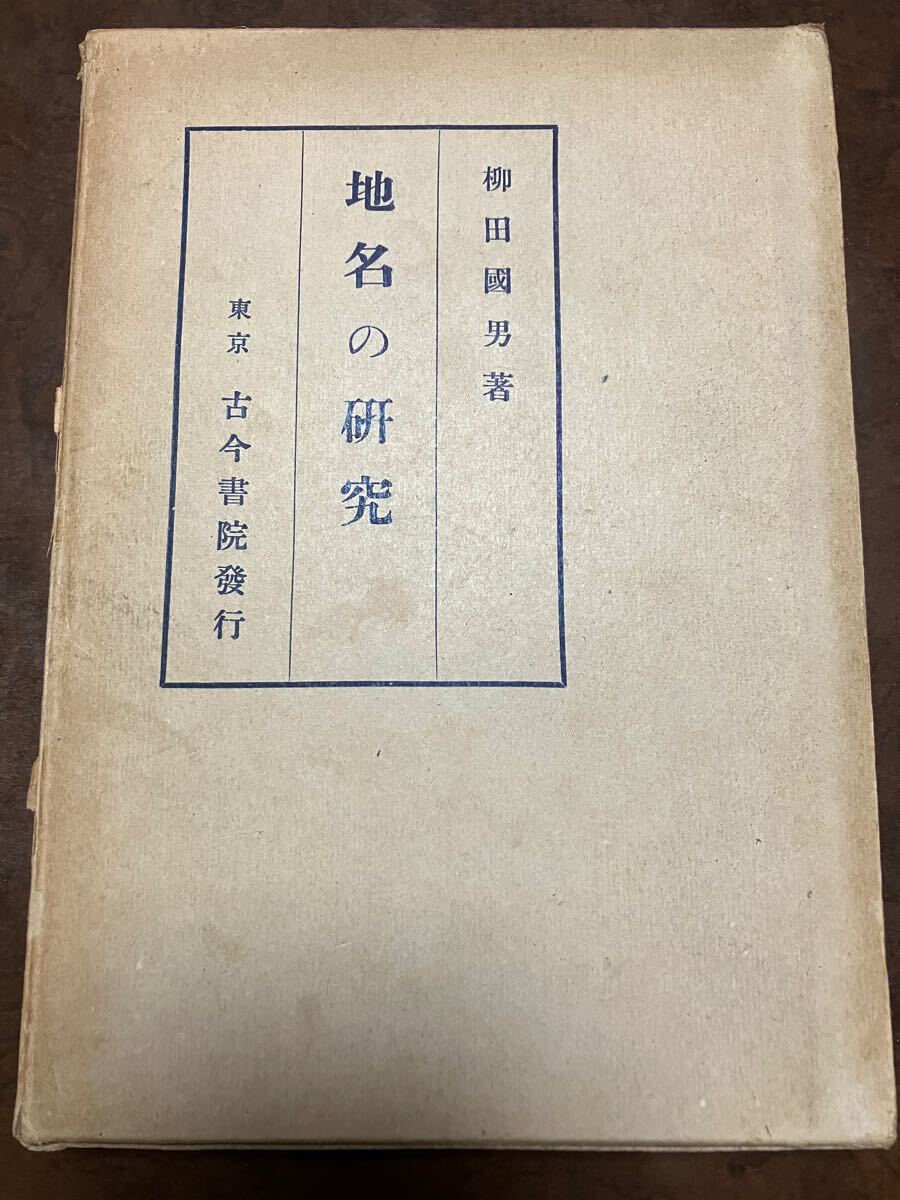 柳田國男著
地名の研究
東京 古今書院發行